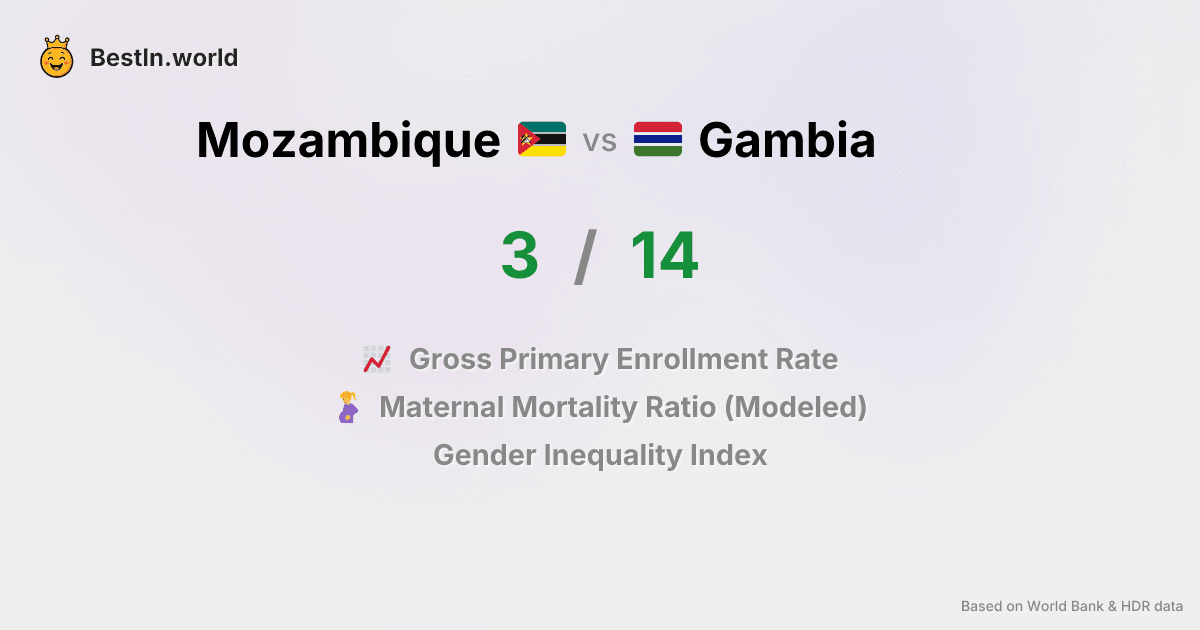 BestIn.world
Mozambique vs Gambia
3 / 14
Gross Primary Enrollment Rate
Maternal Mortality Ratio (Modeled)
Gender Inequality Index
Based on World Bank & HDR data